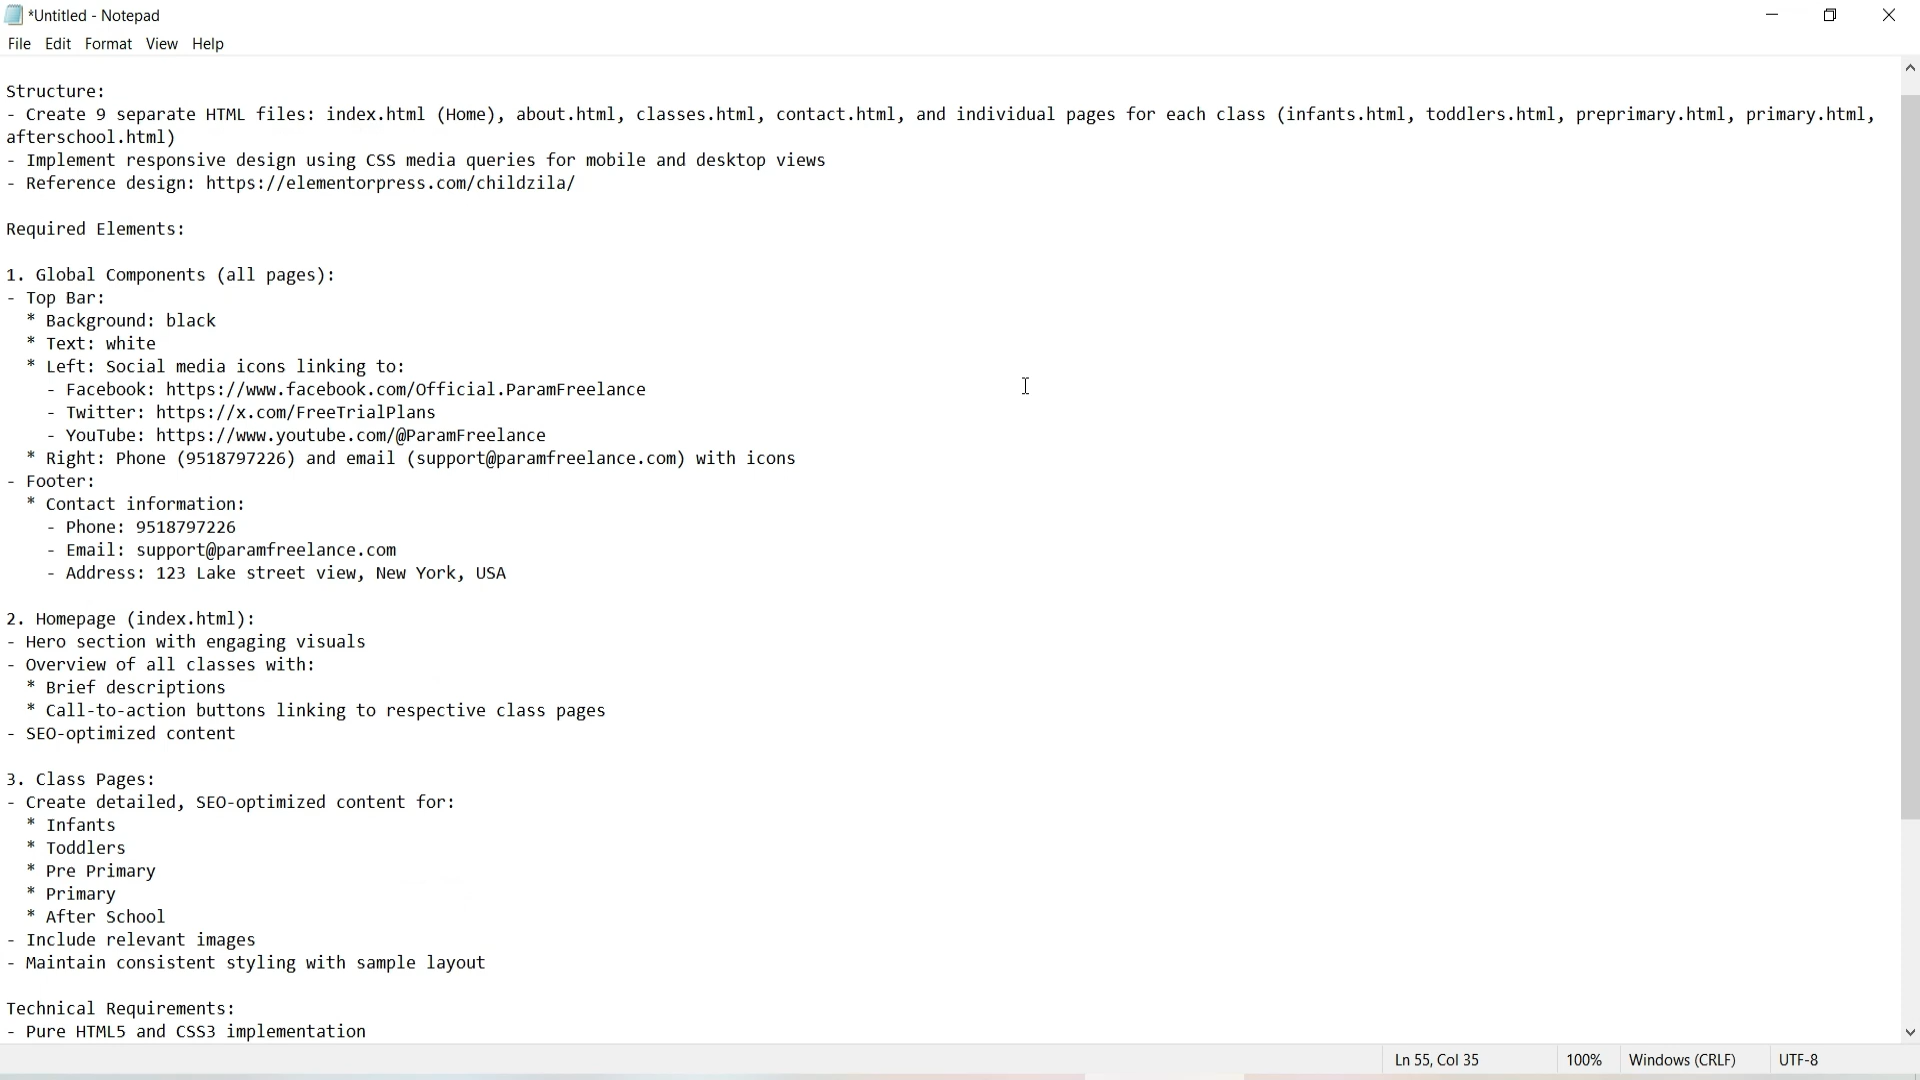 *Untitled - Notepad
File Edit Format View Help
Structure:
- Create 9 separate HTML files: index.html (Home), about.html, classes.html, contact.html, and individual pages for each class (infants.html, toddlers.html, preprimary.html, primary.html,
afterschool.html)
- Implement responsive design using CSS media queries for mobile and desktop views
- Reference design: https://elementorpress.com/childzila/
Required Elements:
1. Global Components (all pages):
- Top Bar:
* Background: black
* Text: white
* Left: Social media icons linking to:
- Facebook: https://www.facebook.com/Official.ParamFreelance
- Twitter: https://x.com/FreeTrialPlans
- YouTube: https://www.youtube.com/@ParamFreelance
* Right: Phone (9518797226) and email (support@paramfreelance.com) with icons
- Footer:
* Contact information:
- Phone: 9518797226
- Email: support@paramfreelance.com
- Address: 123 Lake street view, New York, USA
2. Homepage (index.html):
- Hero section with engaging visuals
- Overview of all classes with:
* Brief descriptions
* Call-to-action buttons linking to respective class pages
- SEO-optimized content
3. Class Pages:
- Create detailed, SEO-optimized content for:
* Infants
* Toddlers
* Pre Primary
* Primary
* After School
- Include relevant images
- Maintain consistent styling with sample layout
Technical Requirements:
- Pure HTML5 and CSS3 implementation
Ln 55, Col 35 100% Windows (CRLF) UTF-8